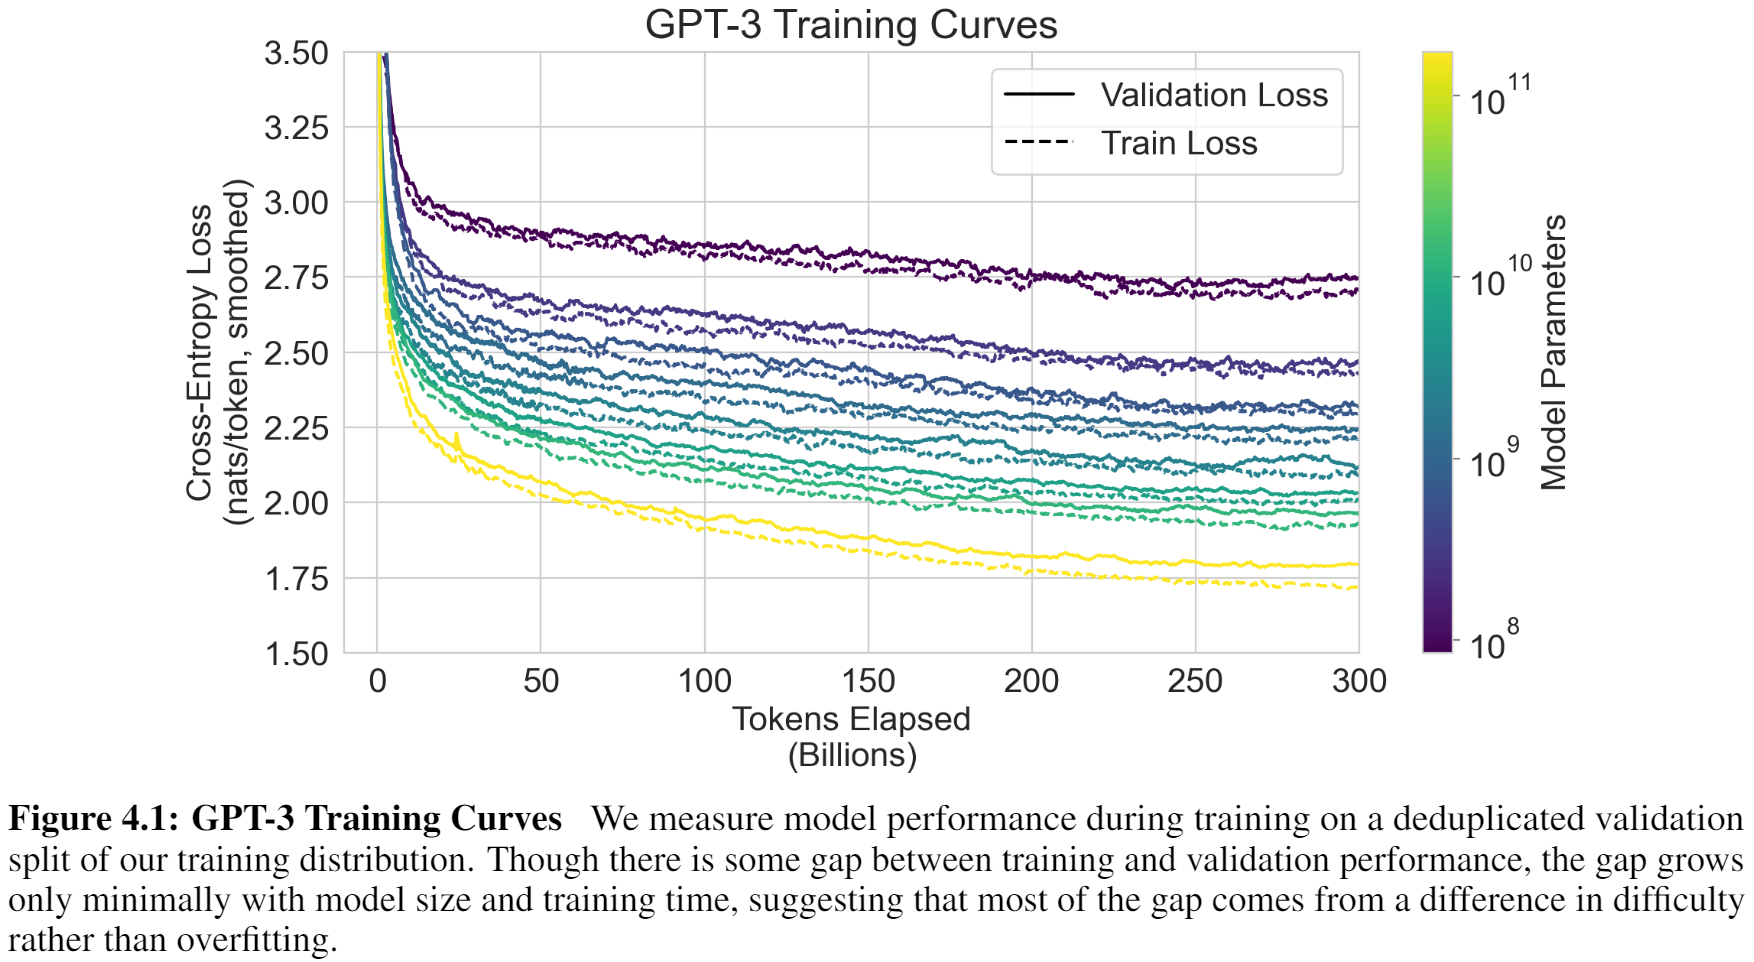 GPT-3 Training Curves
3.50
3.25
3.00
2.75
2.50
2.25
2.00
1.75
1.50
Cross-Entropy Loss
(nats/token, smoothed)
Validation Loss
Train Loss
0
50
100
150
200
250
300
Tokens Elapsed
(Billions)
10^11
10^10
10^9
10^8
Model Parameters
Figure 4.1: GPT-3 Training Curves We measure model performance during training on a deduplicated validation
split of our training distribution. Though there is some gap between training and validation performance, the gap grows
only minimally with model size and training time, suggesting that most of the gap comes from a difference in difficulty
rather than overfitting.